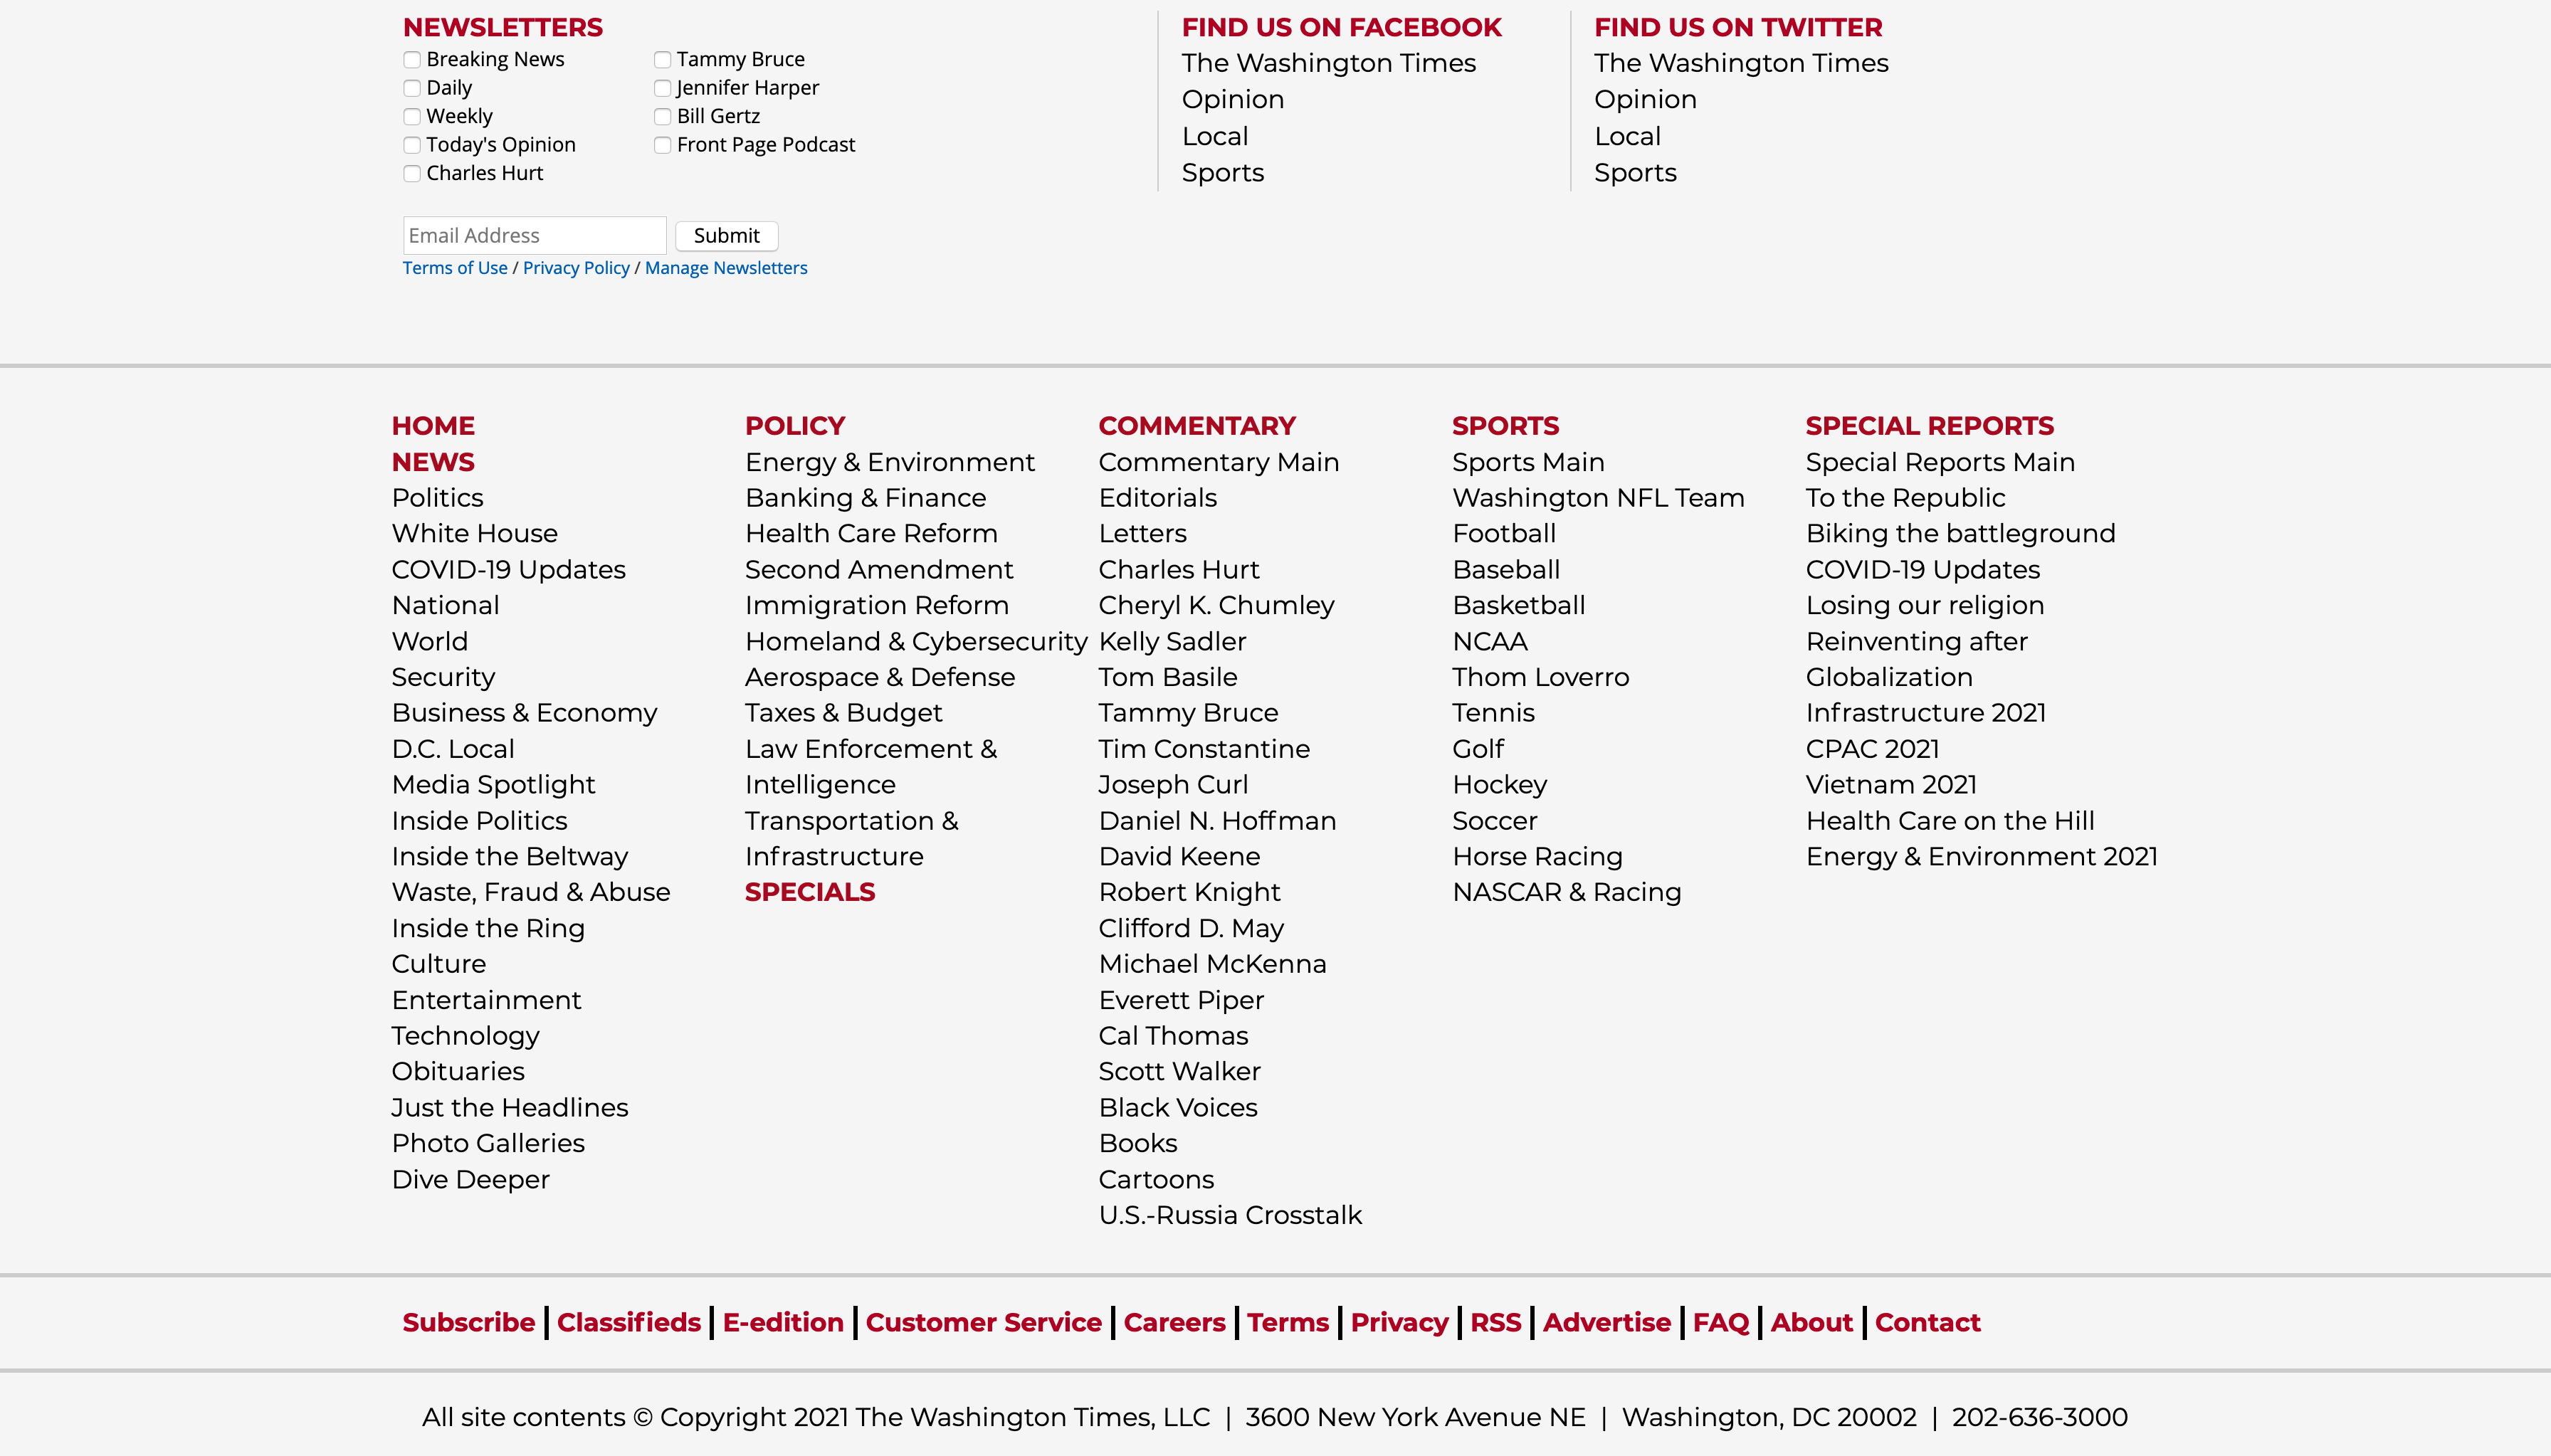 NEWSLETTERS
Breaking News
Daily
Weekly
Today's Opinion
Charles Hurt
Tammy Bruce
Jennifer Harper
Bill Gertz
Front Page Podcast
Email Address
Submit
Terms of Use / Privacy Policy / Manage Newsletters
FIND US ON FACEBOOK
The Washington Times
Opinion
Local
Sports
FIND US ON TWITTER
The Washington Times
Opinion
Local
Sports
HOME
NEWS
Politics
White House
COVID-19 Updates
National
World
Security
Business & Economy
D.C. Local
Media Spotlight
Inside Politics
Inside the Beltway
Waste, Fraud & Abuse
Inside the Ring
Culture
Entertainment
Technology
Obituaries
Just the Headlines
Photo Galleries
Dive Deeper
POLICY
Energy & Environment
Banking & Finance
Health Care Reform
Second Amendment
Immigration Reform
Homeland & Cybersecurity
Aerospace & Defense
Taxes & Budget
Law Enforcement &
Intelligence
Transportation &
Infrastructure
SPECIALS
COMMENTARY
Commentary Main
Editorials
Letters
Charles Hurt
Cheryl K. Chumley
Kelly Sadler
Tom Basile
Tammy Bruce
Tim Constantine
Joseph Curl
Daniel N. Hoffman
David Keene
Robert Knight
Clifford D. May
Michael McKenna
Everett Piper
Cal Thomas
Scott Walker
Black Voices
Books
Cartoons
U.S.-Russia Crosstalk
SPORTS
Sports Main
Washington NFL Team
Football
Baseball
Basketball
NCAA
Thom Loverro
Tennis
Golf
Hockey
Soccer
Horse Racing
NASCAR & Racing
SPECIAL REPORTS
Special Reports Main
To the Republic
Biking the battleground
COVID-19 Updates
Losing our religion
Reinventing after
Globalization
Infrastructure 2021
CPAC 2021
Vietnam 2021
Health Care on the Hill
Energy & Environment 2021
Subscribe | Classifieds | E-edition | Customer Service | Careers | Terms | Privacy | RSS | Advertise | FAQ | About | Contact
All site contents © Copyright 2021 The Washington Times, LLC | 3600 New York Avenue NE | Washington, DC 20002 | 202-636-3000